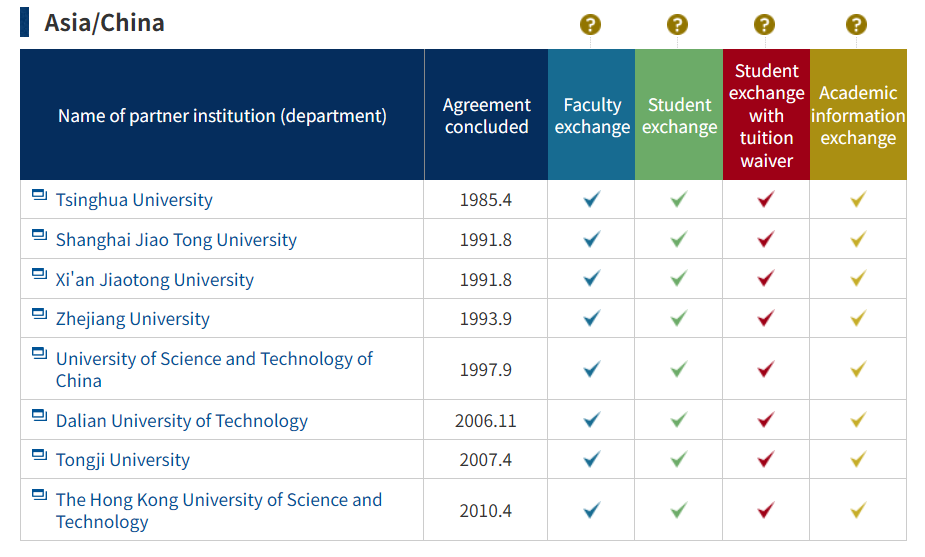 Asia/China
? ? ? ?
Name of partner institution (department)
Agreement
concluded
Faculty
exchange
Student
exchange
Student
exchange
with
tuition
waiver
Academic
information
exchange
Tsinghua University 1985.4 ✓ ✓ ✓ ✓
Shanghai Jiao Tong University 1991.8 ✓ ✓ ✓ ✓
Xi'an Jiaotong University 1991.8 ✓ ✓ ✓ ✓
Zhejiang University 1993.9 ✓ ✓ ✓ ✓
University of Science and Technology of
China 1997.9 ✓ ✓ ✓ ✓
Dalian University of Technology 2006.11 ✓ ✓ ✓ ✓
Tongji University 2007.4 ✓ ✓ ✓ ✓
The Hong Kong University of Science and
Technology 2010.4 ✓ ✓ ✓ ✓